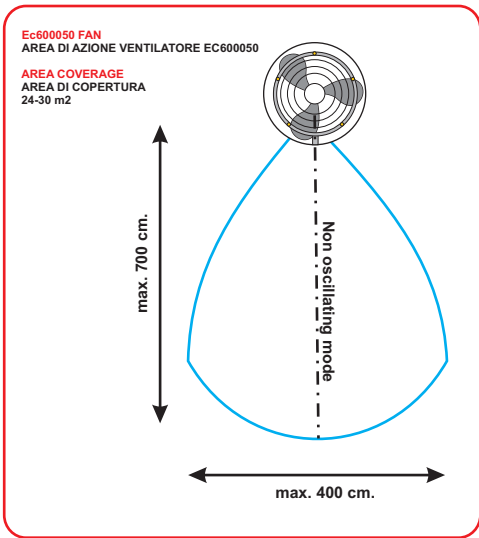 Ec600050 FAN
AREA DI AZIONE VENTILATORE EC600050
AREA COVERAGE
AREA DI COPERTURA
24-30 m2
max. 700 cm.
Non oscillating mode
max. 400 cm.